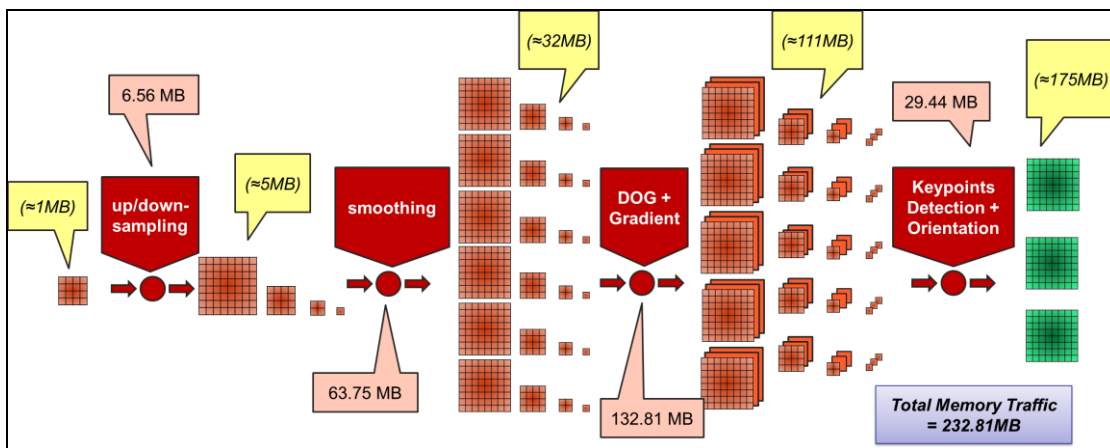 (≈1MB)
6.56 MB
up/down-
sampling
(≈5MB)
smoothing
63.75 MB
(≈32MB)
DOG +
Gradient
132.81 MB
(≈111MB)
29.44 MB
Keypoints
Detection +
Orientation
(≈175MB)
Total Memory Traffic
= 232.81MB